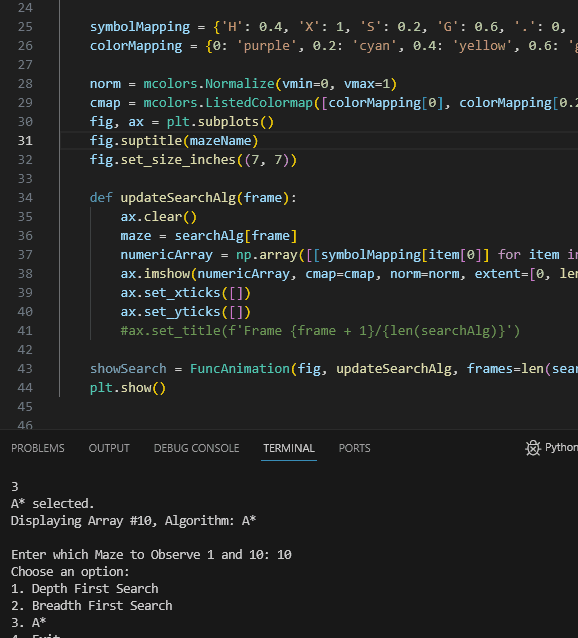 24
25 symbolMapping = {'H': 0.4, 'X': 1, 'S': 0.2, 'G': 0.6, '.': 0,
26 colorMapping = {0: 'purple', 0.2: 'cyan', 0.4: 'yellow', 0.6: 'g
27
28 norm = mcolors.Normalize(vmin=0, vmax=1)
29 cmap = mcolors.ListedColormap([colorMapping[0], colorMapping[0.2
30 fig, ax = plt.subplots()
31 fig.suptitle(mazeName)
32 fig.set_size_inches((7, 7))
33
34 def updateSearchAlg(frame):
35 ax.clear()
36 maze = searchAlg[frame]
37 numericArray = np.array([[symbolMapping[item[0]] for item in
38 ax.imshow(numericArray, cmap=cmap, norm=norm, extent=[0, len
39 ax.set_xticks([])
40 ax.set_yticks([])
41 #ax.set_title(f'Frame {frame + 1}/{len(searchAlg)}')
42
43 showSearch = FuncAnimation(fig, updateSearchAlg, frames=len(sear
44 plt.show()
45
46
PROBLEMS OUTPUT DEBUG CONSOLE TERMINAL PORTS Python
3
A* selected.
Displaying Array #10, Algorithm: A*
Enter which Maze to Observe 1 and 10: 10
Choose an option:
1. Depth First Search
2. Breadth First Search
3. A*
4. Exit